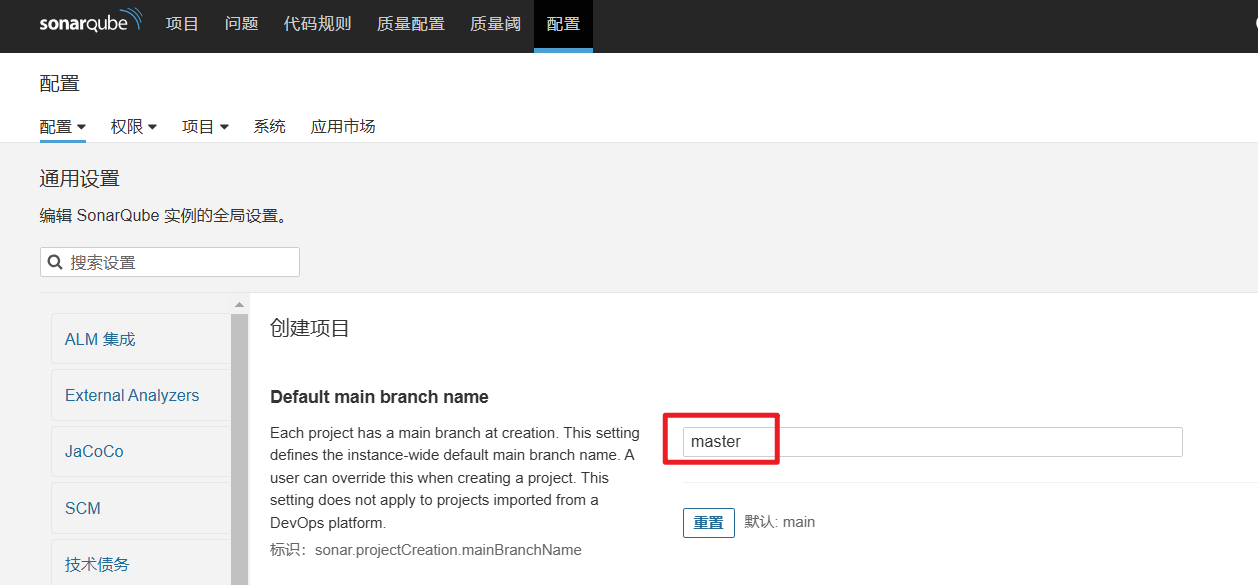 sonarqube 项目 问题 代码规则 质量配置 质量阈 配置
配置
配置 权限 项目 系统 应用市场
通用设置
编辑 SonarQube 实例的全局设置。
搜索设置
ALM 集成
External Analyzers
JaCoCo
SCM
技术债务
创建项目
Default main branch name
Each project has a main branch at creation. This setting
defines the instance-wide default main branch name. A
user can override this when creating a project. This
setting does not apply to projects imported from a
DevOps platform.
标识：sonar.projectCreation.mainBranchName
master
重置 默认: main